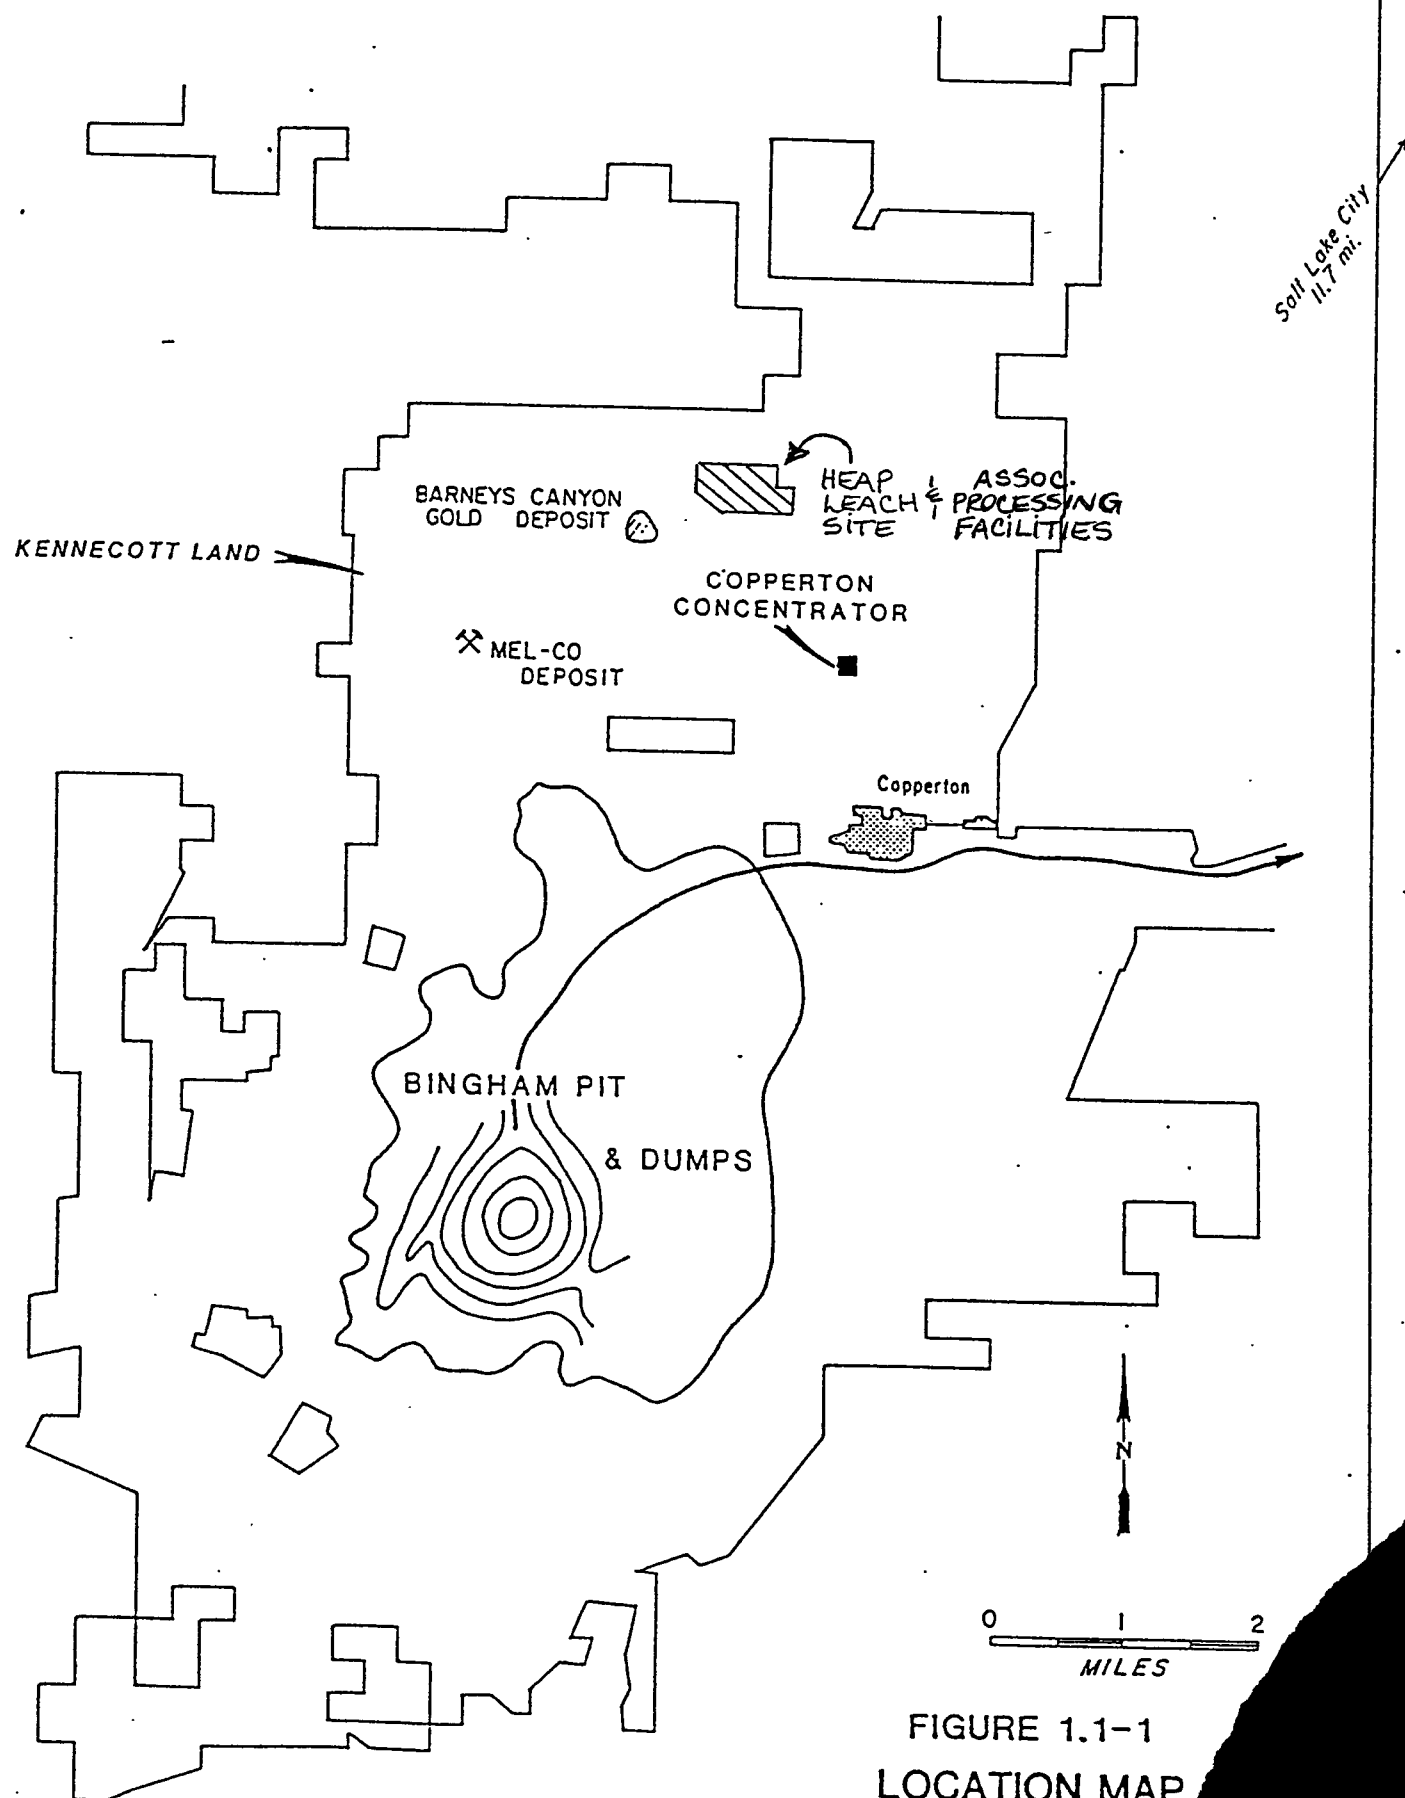 Salt Lake City
11.7 mi.
HEAP & ASSOC.
LEACH PROCESSING
SITE FACILITIES
BARNEYS CANYON
GOLD DEPOSIT
KENNECOTT LAND
COPPERTON
CONCENTRATOR
MEL-CO
DEPOSIT
Copperton
BINGHAM PIT
& DUMPS
N
0 1 2
MILES
FIGURE 1.1-1
LOCATION MAP